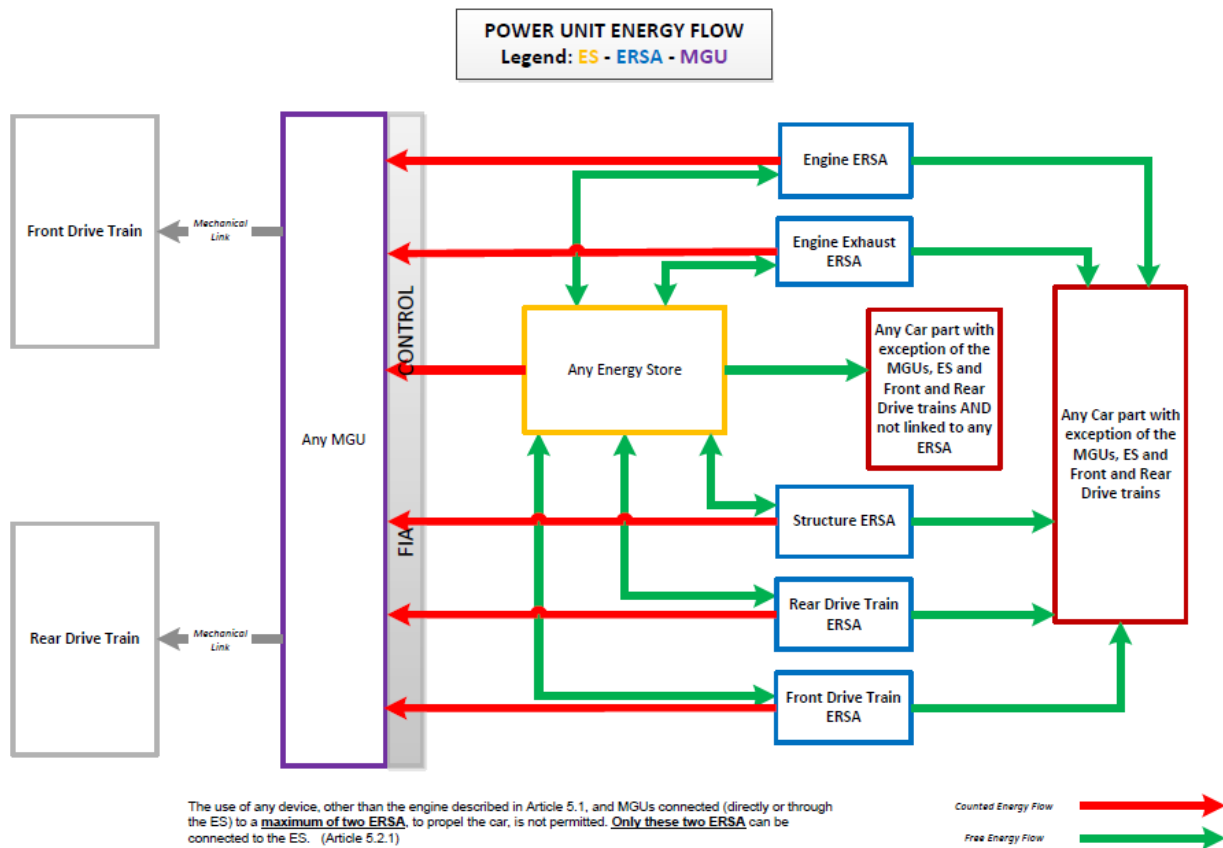 POWER UNIT ENERGY FLOW
Legend: ES - ERSA - MGU
Front Drive Train
Mechanical
Link
Rear Drive Train
Mechanical
Link
Any MGU
FIA CONTROL
Engine ERSA
Engine Exhaust
ERSA
Any Energy Store
Any Car part with
exception of the
MGUs, ES and
Front and Rear
Drive trains AND
not linked to any
ERSA
Any Car part with
exception of the
MGUs, ES and
Front and Rear
Drive trains
Structure ERSA
Rear Drive Train
ERSA
Front Drive Train
ERSA
The use of any device, other than the engine described in Article 5.1, and MGUs connected (directly or through
the ES) to a maximum of two ERSA, to propel the car, is not permitted. Only these two ERSA can be
connected to the ES. (Article 5.2.1)
Counted Energy Flow
Free Energy Flow